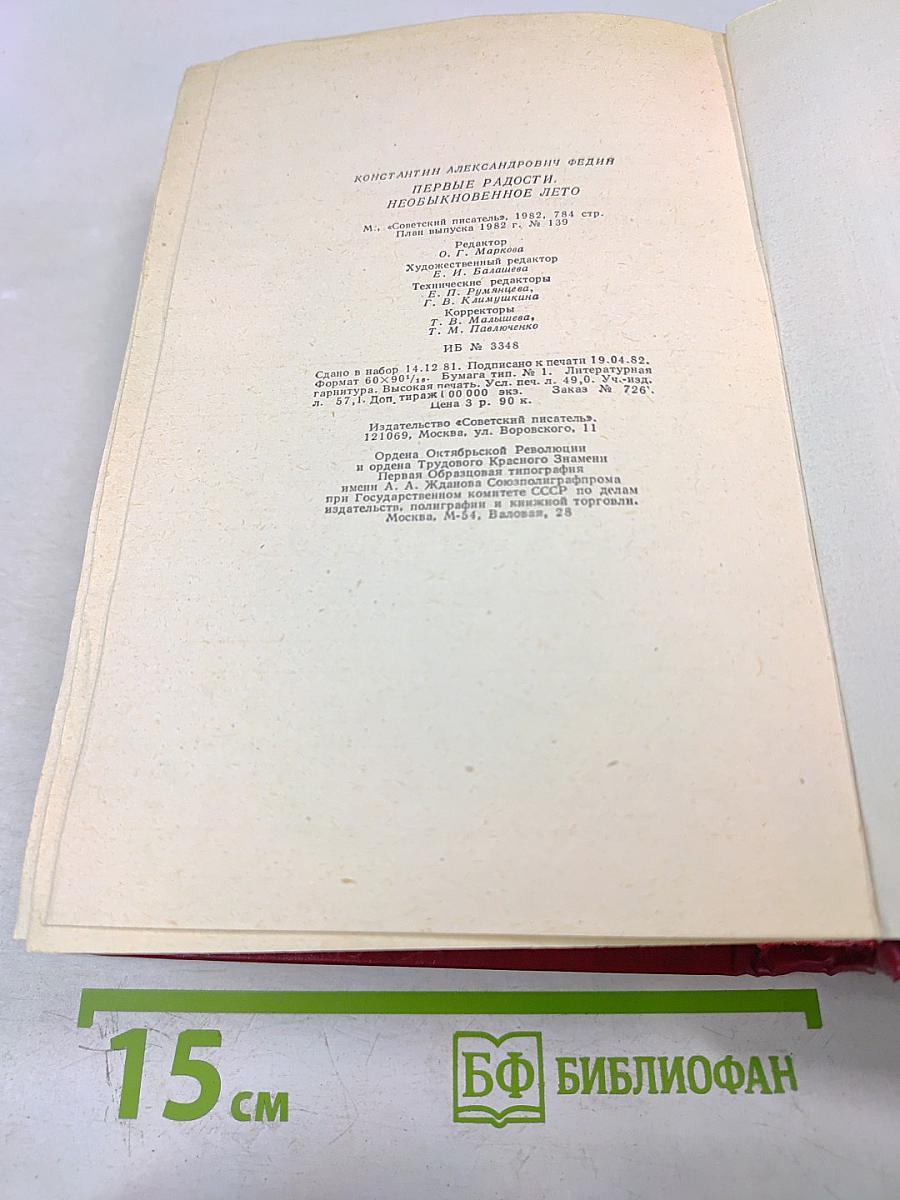 КОНСТАНТИН АЛЕКСАНДРОВИЧ ФЕДИН
ПЕРВЫЕ РАДОСТИ.
НЕОБЫКНОВЕННОЕ ЛЕТО
М., «Советский писатель», 1982, 784 стр.
План выпуска 1982 г. № 139
Редактор
О. Г. Маркова
Художественный редактор
Е. И. Балашева
Технические редакторы
Е. П. Румянцева,
Г. В. Климушкина
Корректоры
Т. В. Малышева,
Т. М. Павлюченко
ИБ № 3348
Сдано в набор 14.12 81. Подписано к печати 19.04.82.
Формат 60×90¹/₁₆. Бумага тип. № 1. Литературная
гарнитура. Высокая печать. Усл. печ. л. 49,0. Уч.-изд.
л. 57,1. Доп. тираж 100 000 экз. Заказ № 726.
Цена 3 р. 90 к.
Издательство «Советский писатель».
121069, Москва, ул. Воровского, 11
Ордена Октябрьской Революции
и ордена Трудового Красного Знамени
Первая Образцовая типография
имени А. А. Жданова Союзполиграфпрома
при Государственном комитете СССР по делам
издательств, полиграфии и книжной торговли.
Москва, М-54, Валовая, 28
15 см
БФ БИБЛИОФАН